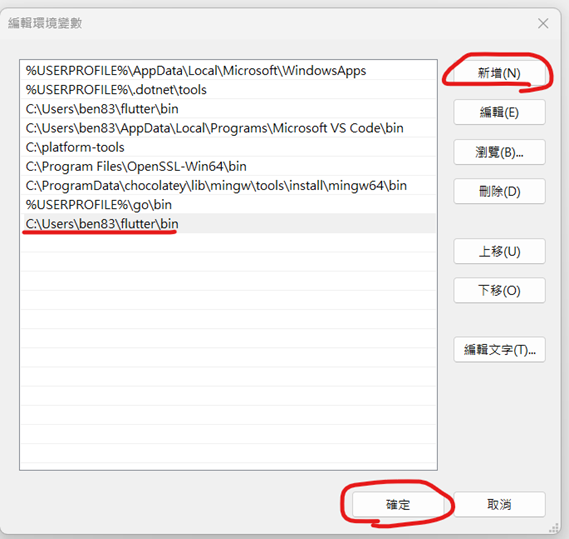 編輯環境變數
%USERPROFILE%\AppData\Local\Microsoft\WindowsApps
%USERPROFILE%\.dotnet\tools
C:\Users\ben83\flutter\bin
C:\Users\ben83\AppData\Local\Programs\Microsoft VS Code\bin
C:\platform-tools
C:\Program Files\OpenSSL-Win64\bin
C:\ProgramData\chocolatey\lib\mingw\tools\install\mingw64\bin
%USERPROFILE%\go\bin
C:\Users\ben83\flutter\bin
新增(N)
編輯(E)
瀏覽(B)...
刪除(D)
上移(U)
下移(O)
編輯文字(T)...
確定
取消